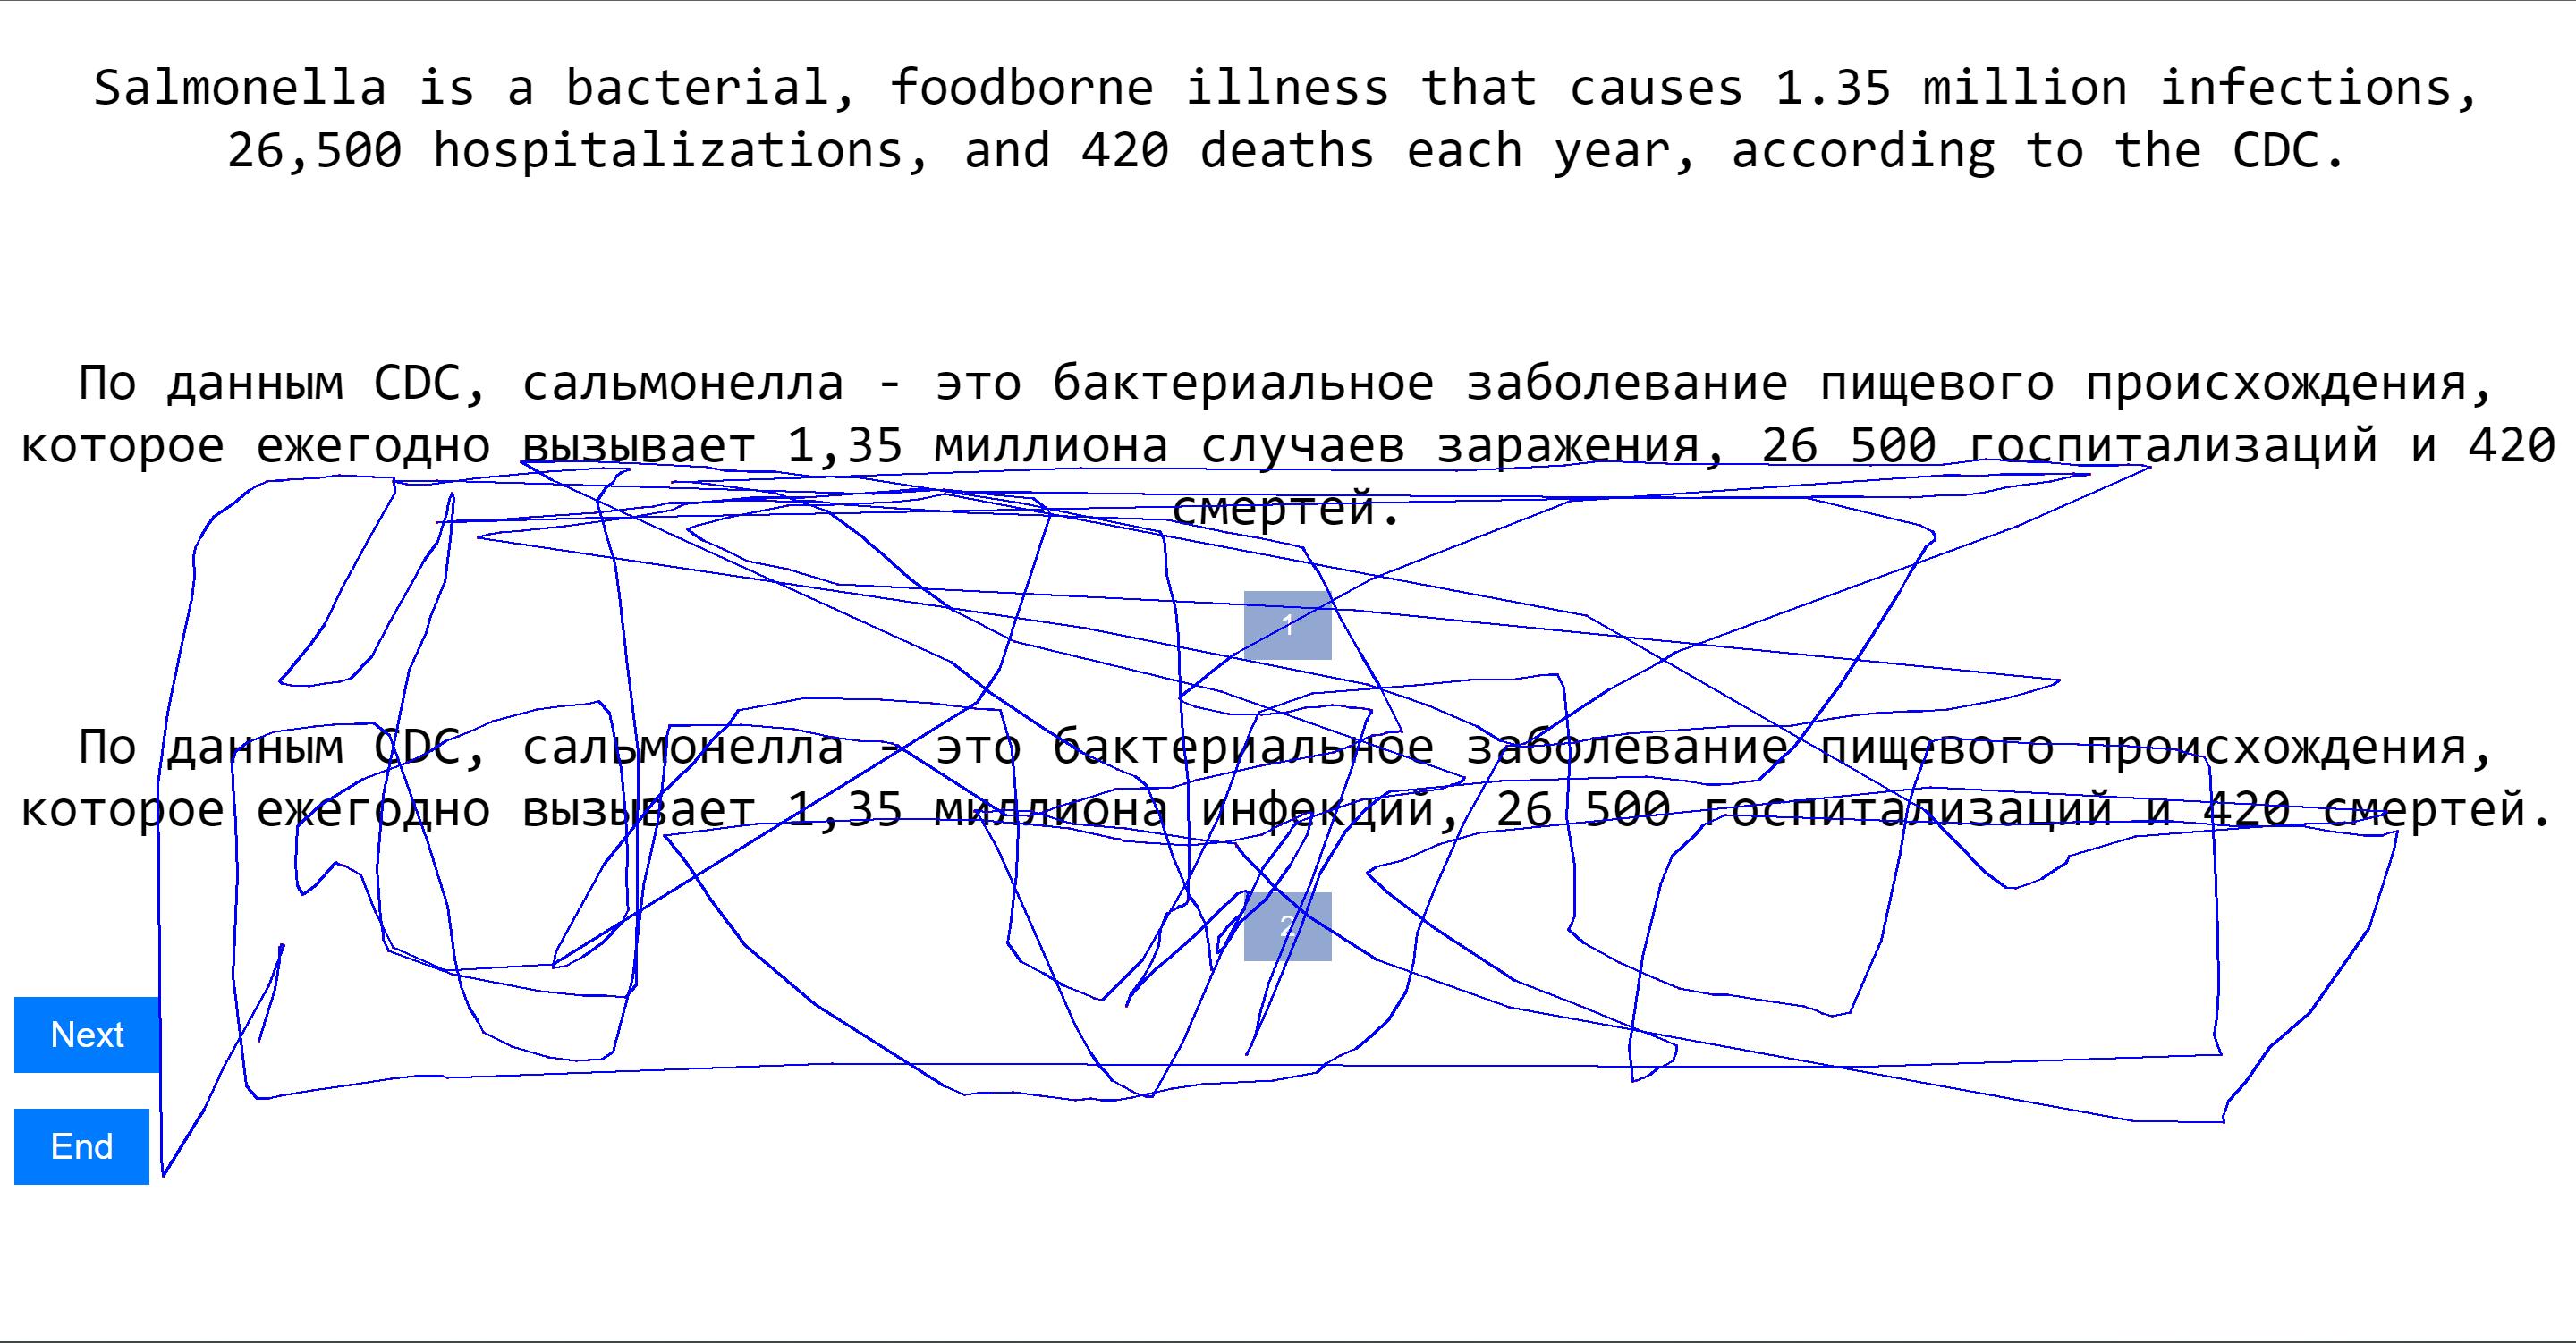 Salmonella is a bacterial, foodborne illness that causes 1.35 million infections,
26,500 hospitalizations, and 420 deaths each year, according to the CDC.
По данным CDC, сальмонелла - это бактериальное заболевание пищевого происхождения,
которое ежегодно вызывает 1,35 миллиона случаев заражения, 26 500 госпитализаций и 420
смертей.
1
По данным CDC, сальмонелла - это бактериальное заболевание пищевого происхождения,
которое ежегодно вызывает 1,35 миллиона инфекций, 26 500 госпитализаций и 420 смертей.
2
Next
End